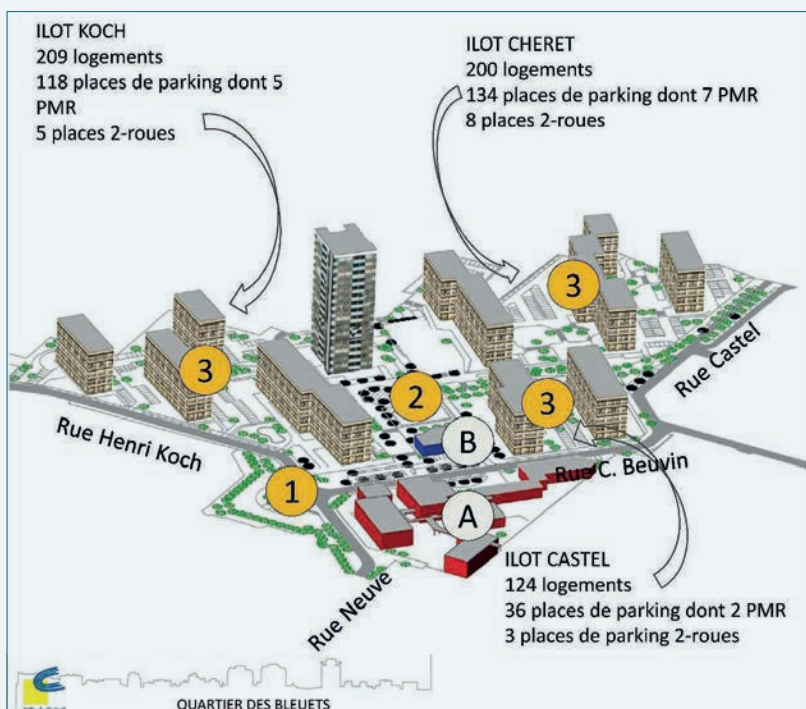 ILOT KOCH
209 logements
118 places de parking dont 5
PMR
5 places 2-roues
ILOT CHERET
200 logements
134 places de parking dont 7 PMR
8 places 2-roues
3
3
2
3
Rue Castel
Rue Henri Koch
B
Rue C. Beuvin
1
A
Rue Neuve
ILOT CASTEL
124 logements
36 places de parking dont 2 PMR
3 places de parking 2-roues
QUARTIER DES BLEUETS